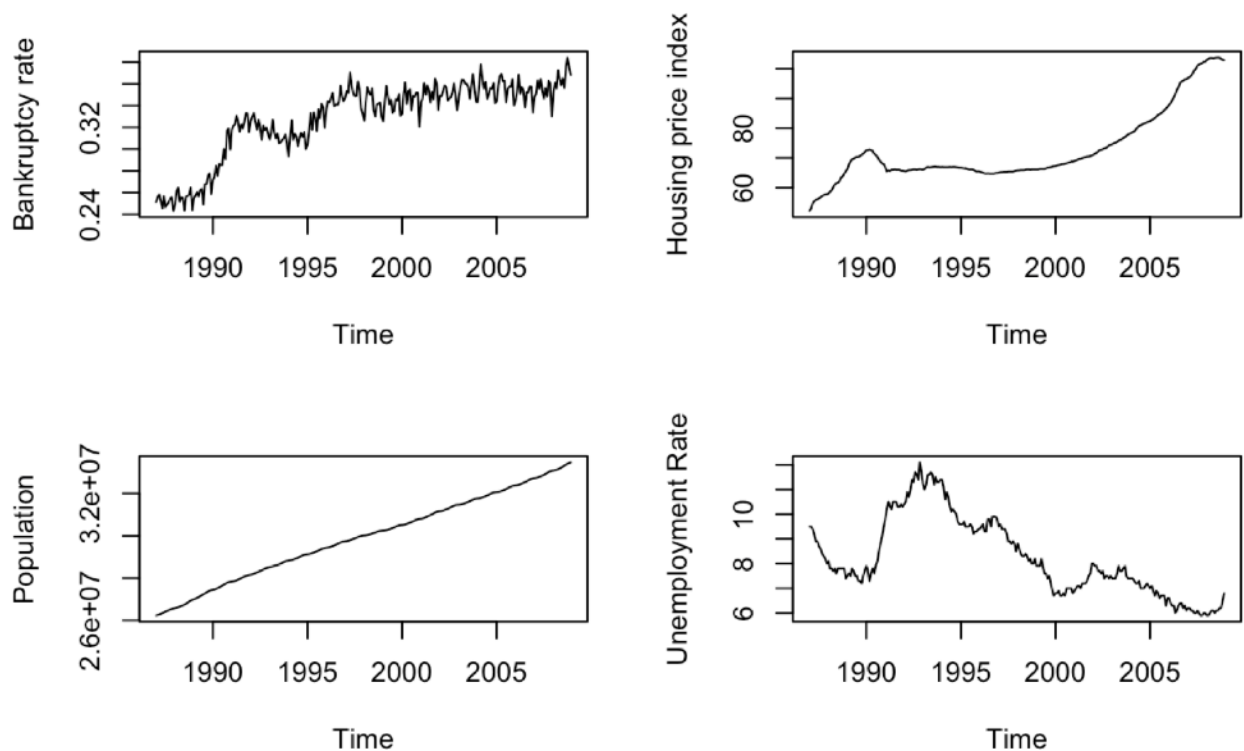 Bankruptcy rate
0.24 0.32
1990 1995 2000 2005
Time
Housing price index
60 80
1990 1995 2000 2005
Time
Population
2.6e+07 3.2e+07
1990 1995 2000 2005
Time
Unemployment Rate
6 8 10
1990 1995 2000 2005
Time